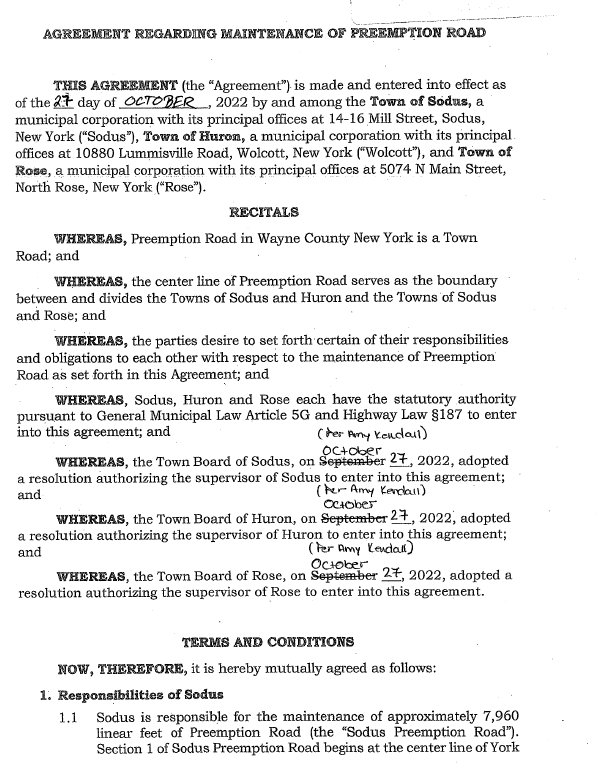 AGREEMENT REGARDING MAINTENANCE OF PREEMPTION ROAD
THIS AGREEMENT (the “Agreement”) is made and entered into effect as
of the 27 day of OCTOBER, 2022 by and among the Town of Sodus, a
municipal corporation with its principal offices at 14-16 Mill Street, Sodus,
New York (“Sodus”), Town of Huron, a municipal corporation with its principal
offices at 10880 Lummisville Road, Wolcott, New York (“Wolcott”), and Town of
Rose, a municipal corporation with its principal offices at 5074 N Main Street,
North Rose, New York (“Rose”).
RECITALS
WHEREAS, Preemption Road in Wayne County New York is a Town
Road; and
WHEREAS, the center line of Preemption Road serves as the boundary
between and divides the Towns of Sodus and Huron and the Towns of Sodus
and Rose; and
WHEREAS, the parties desire to set forth certain of their responsibilities
and obligations to each other with respect to the maintenance of Preemption
Road as set forth in this Agreement; and
WHEREAS, Sodus, Huron and Rose each have the statutory authority
pursuant to General Municipal Law Article 5G and Highway Law §187 to enter
into this agreement; and
(Per Amy Kendall)
October
WHEREAS, the Town Board of Sodus, on September 27, 2022, adopted
a resolution authorizing the supervisor of Sodus to enter into this agreement;
and
(Per Amy Kendall)
October
WHEREAS, the Town Board of Huron, on September 27, 2022, adopted
a resolution authorizing the supervisor of Huron to enter into this agreement;
and
(Per Amy Kendall)
October
WHEREAS, the Town Board of Rose, on September 27, 2022, adopted a
resolution authorizing the supervisor of Rose to enter into this agreement.
TERMS AND CONDITIONS
NOW, THEREFORE, it is hereby mutually agreed as follows:
1. Responsibilities of Sodus
1.1 Sodus is responsible for the maintenance of approximately 7,960
linear feet of Preemption Road (the “Sodus Preemption Road”).
Section 1 of Sodus Preemption Road begins at the center line of York